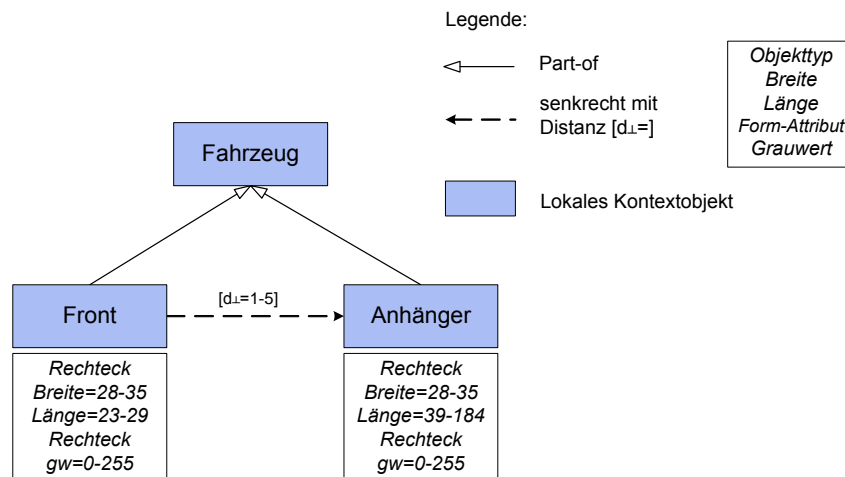 Legende:
Part-of
senkrecht mit
Distanz [d⊥=]
Lokales Kontextobjekt
Objekttyp
Breite
Länge
Form-Attribut
Grauwert
Fahrzeug
Front
[d⊥=1-5]
Anhänger
Rechteck
Breite=28-35
Länge=23-29
Rechteck
gw=0-255
Rechteck
Breite=28-35
Länge=39-184
Rechteck
gw=0-255